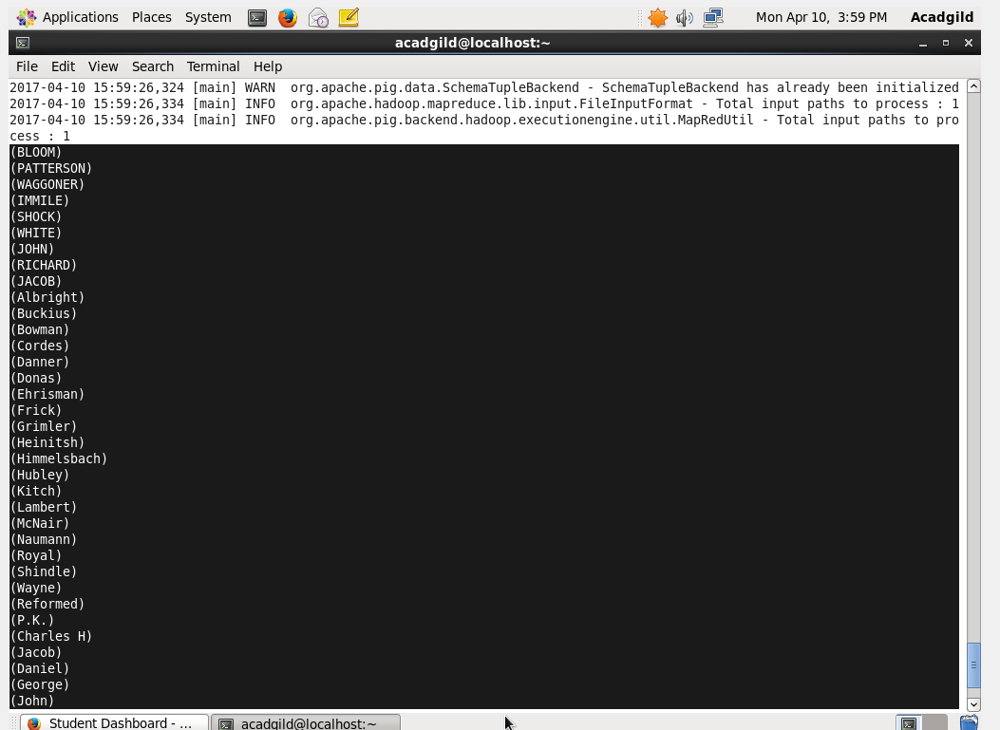 Applications Places System Mon Apr 10, 3:59 PM Acadgild
acadgild@localhost:~
File Edit View Search Terminal Help
2017-04-10 15:59:26,324 [main] WARN  org.apache.pig.data.SchemaTupleBackend - SchemaTupleBackend has already been initialized
2017-04-10 15:59:26,334 [main] INFO  org.apache.hadoop.mapreduce.lib.input.FileInputFormat - Total input paths to process : 1
2017-04-10 15:59:26,334 [main] INFO  org.apache.pig.backend.hadoop.executionengine.util.MapRedUtil - Total input paths to pro
cess : 1
(BLOOM)
(PATTERSON)
(WAGGONER)
(IMMILE)
(SHOCK)
(WHITE)
(JOHN)
(RICHARD)
(JACOB)
(Albright)
(Buckius)
(Bowman)
(Cordes)
(Danner)
(Donas)
(Ehrisman)
(Frick)
(Grimler)
(Heinitsh)
(Himmelsbach)
(Hubley)
(Kitch)
(Lambert)
(McNair)
(Naumann)
(Royal)
(Shindle)
(Wayne)
(Reformed)
(P.K.)
(Charles H)
(Jacob)
(Daniel)
(George)
(John)
Student Dashboard - ... acadgild@localhost:~